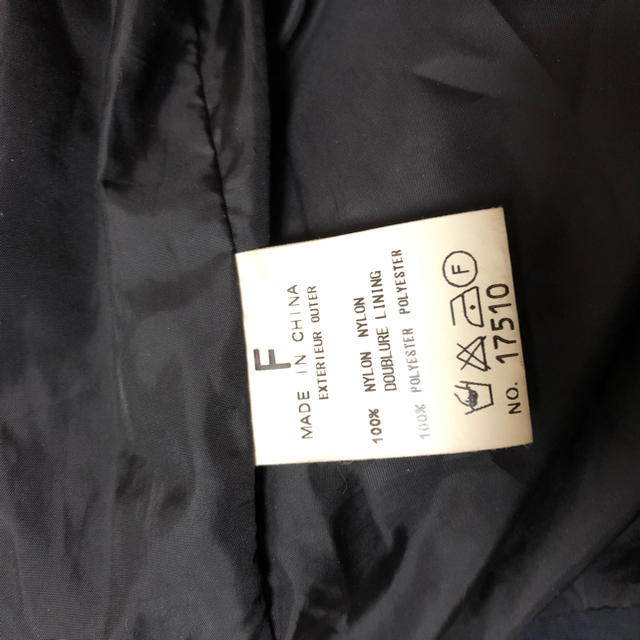 F
MADE IN CHINA
EXTERIEUR OUTER
100% NYLON NYLON
DOUBLURE LINING
100% POLYESTER POLYESTER
F
NO. 17510